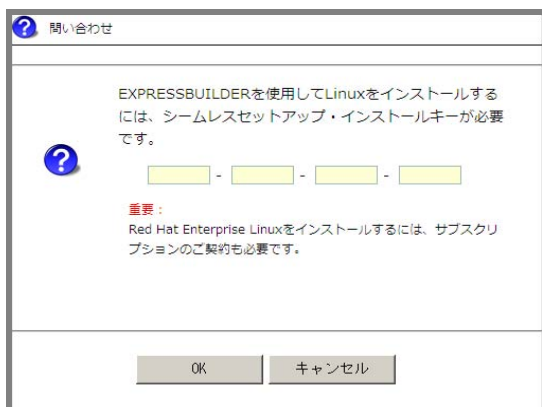 問い合わせ
EXPRESSBUILDERを使用してLinuxをインストールする
には、シームレスセットアップ・インストールキーが必要
です。
- - -
重要：
Red Hat Enterprise Linuxをインストールするには、サブスクリ
プションのご契約も必要です。
OK キャンセル